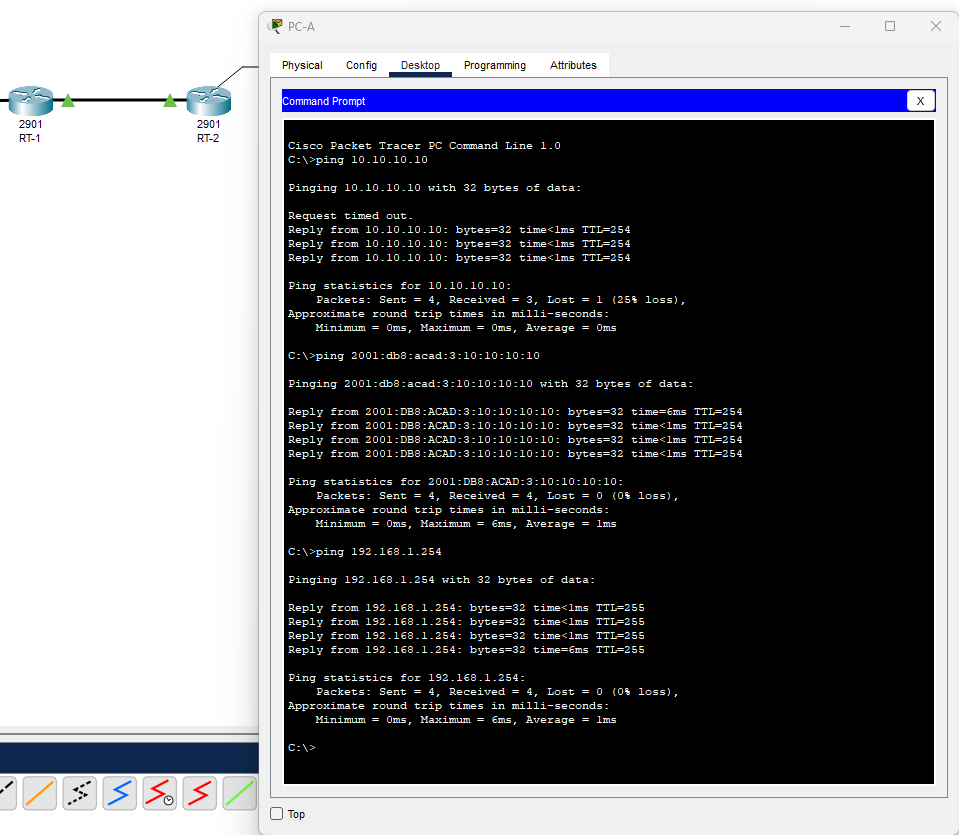 PC-A
Physical Config Desktop Programming Attributes
Command Prompt X
2901
RT-1
2901
RT-2
Cisco Packet Tracer PC Command Line 1.0
C:\>ping 10.10.10.10
Pinging 10.10.10.10 with 32 bytes of data:
Request timed out.
Reply from 10.10.10.10: bytes=32 time<1ms TTL=254
Reply from 10.10.10.10: bytes=32 time<1ms TTL=254
Reply from 10.10.10.10: bytes=32 time<1ms TTL=254
Ping statistics for 10.10.10.10:
Packets: Sent = 4, Received = 3, Lost = 1 (25% loss),
Approximate round trip times in milli-seconds:
Minimum = 0ms, Maximum = 0ms, Average = 0ms
C:\>ping 2001:db8:acad:3:10:10:10:10
Pinging 2001:db8:acad:3:10:10:10:10 with 32 bytes of data:
Reply from 2001:DB8:ACAD:3:10:10:10:10: bytes=32 time=6ms TTL=254
Reply from 2001:DB8:ACAD:3:10:10:10:10: bytes=32 time<1ms TTL=254
Reply from 2001:DB8:ACAD:3:10:10:10:10: bytes=32 time<1ms TTL=254
Reply from 2001:DB8:ACAD:3:10:10:10:10: bytes=32 time<1ms TTL=254
Ping statistics for 2001:DB8:ACAD:3:10:10:10:10:
Packets: Sent = 4, Received = 4, Lost = 0 (0% loss),
Approximate round trip times in milli-seconds:
Minimum = 0ms, Maximum = 6ms, Average = 1ms
C:\>ping 192.168.1.254
Pinging 192.168.1.254 with 32 bytes of data:
Reply from 192.168.1.254: bytes=32 time<1ms TTL=255
Reply from 192.168.1.254: bytes=32 time<1ms TTL=255
Reply from 192.168.1.254: bytes=32 time<1ms TTL=255
Reply from 192.168.1.254: bytes=32 time=6ms TTL=255
Ping statistics for 192.168.1.254:
Packets: Sent = 4, Received = 4, Lost = 0 (0% loss),
Approximate round trip times in milli-seconds:
Minimum = 0ms, Maximum = 6ms, Average = 1ms
C:\>
Top